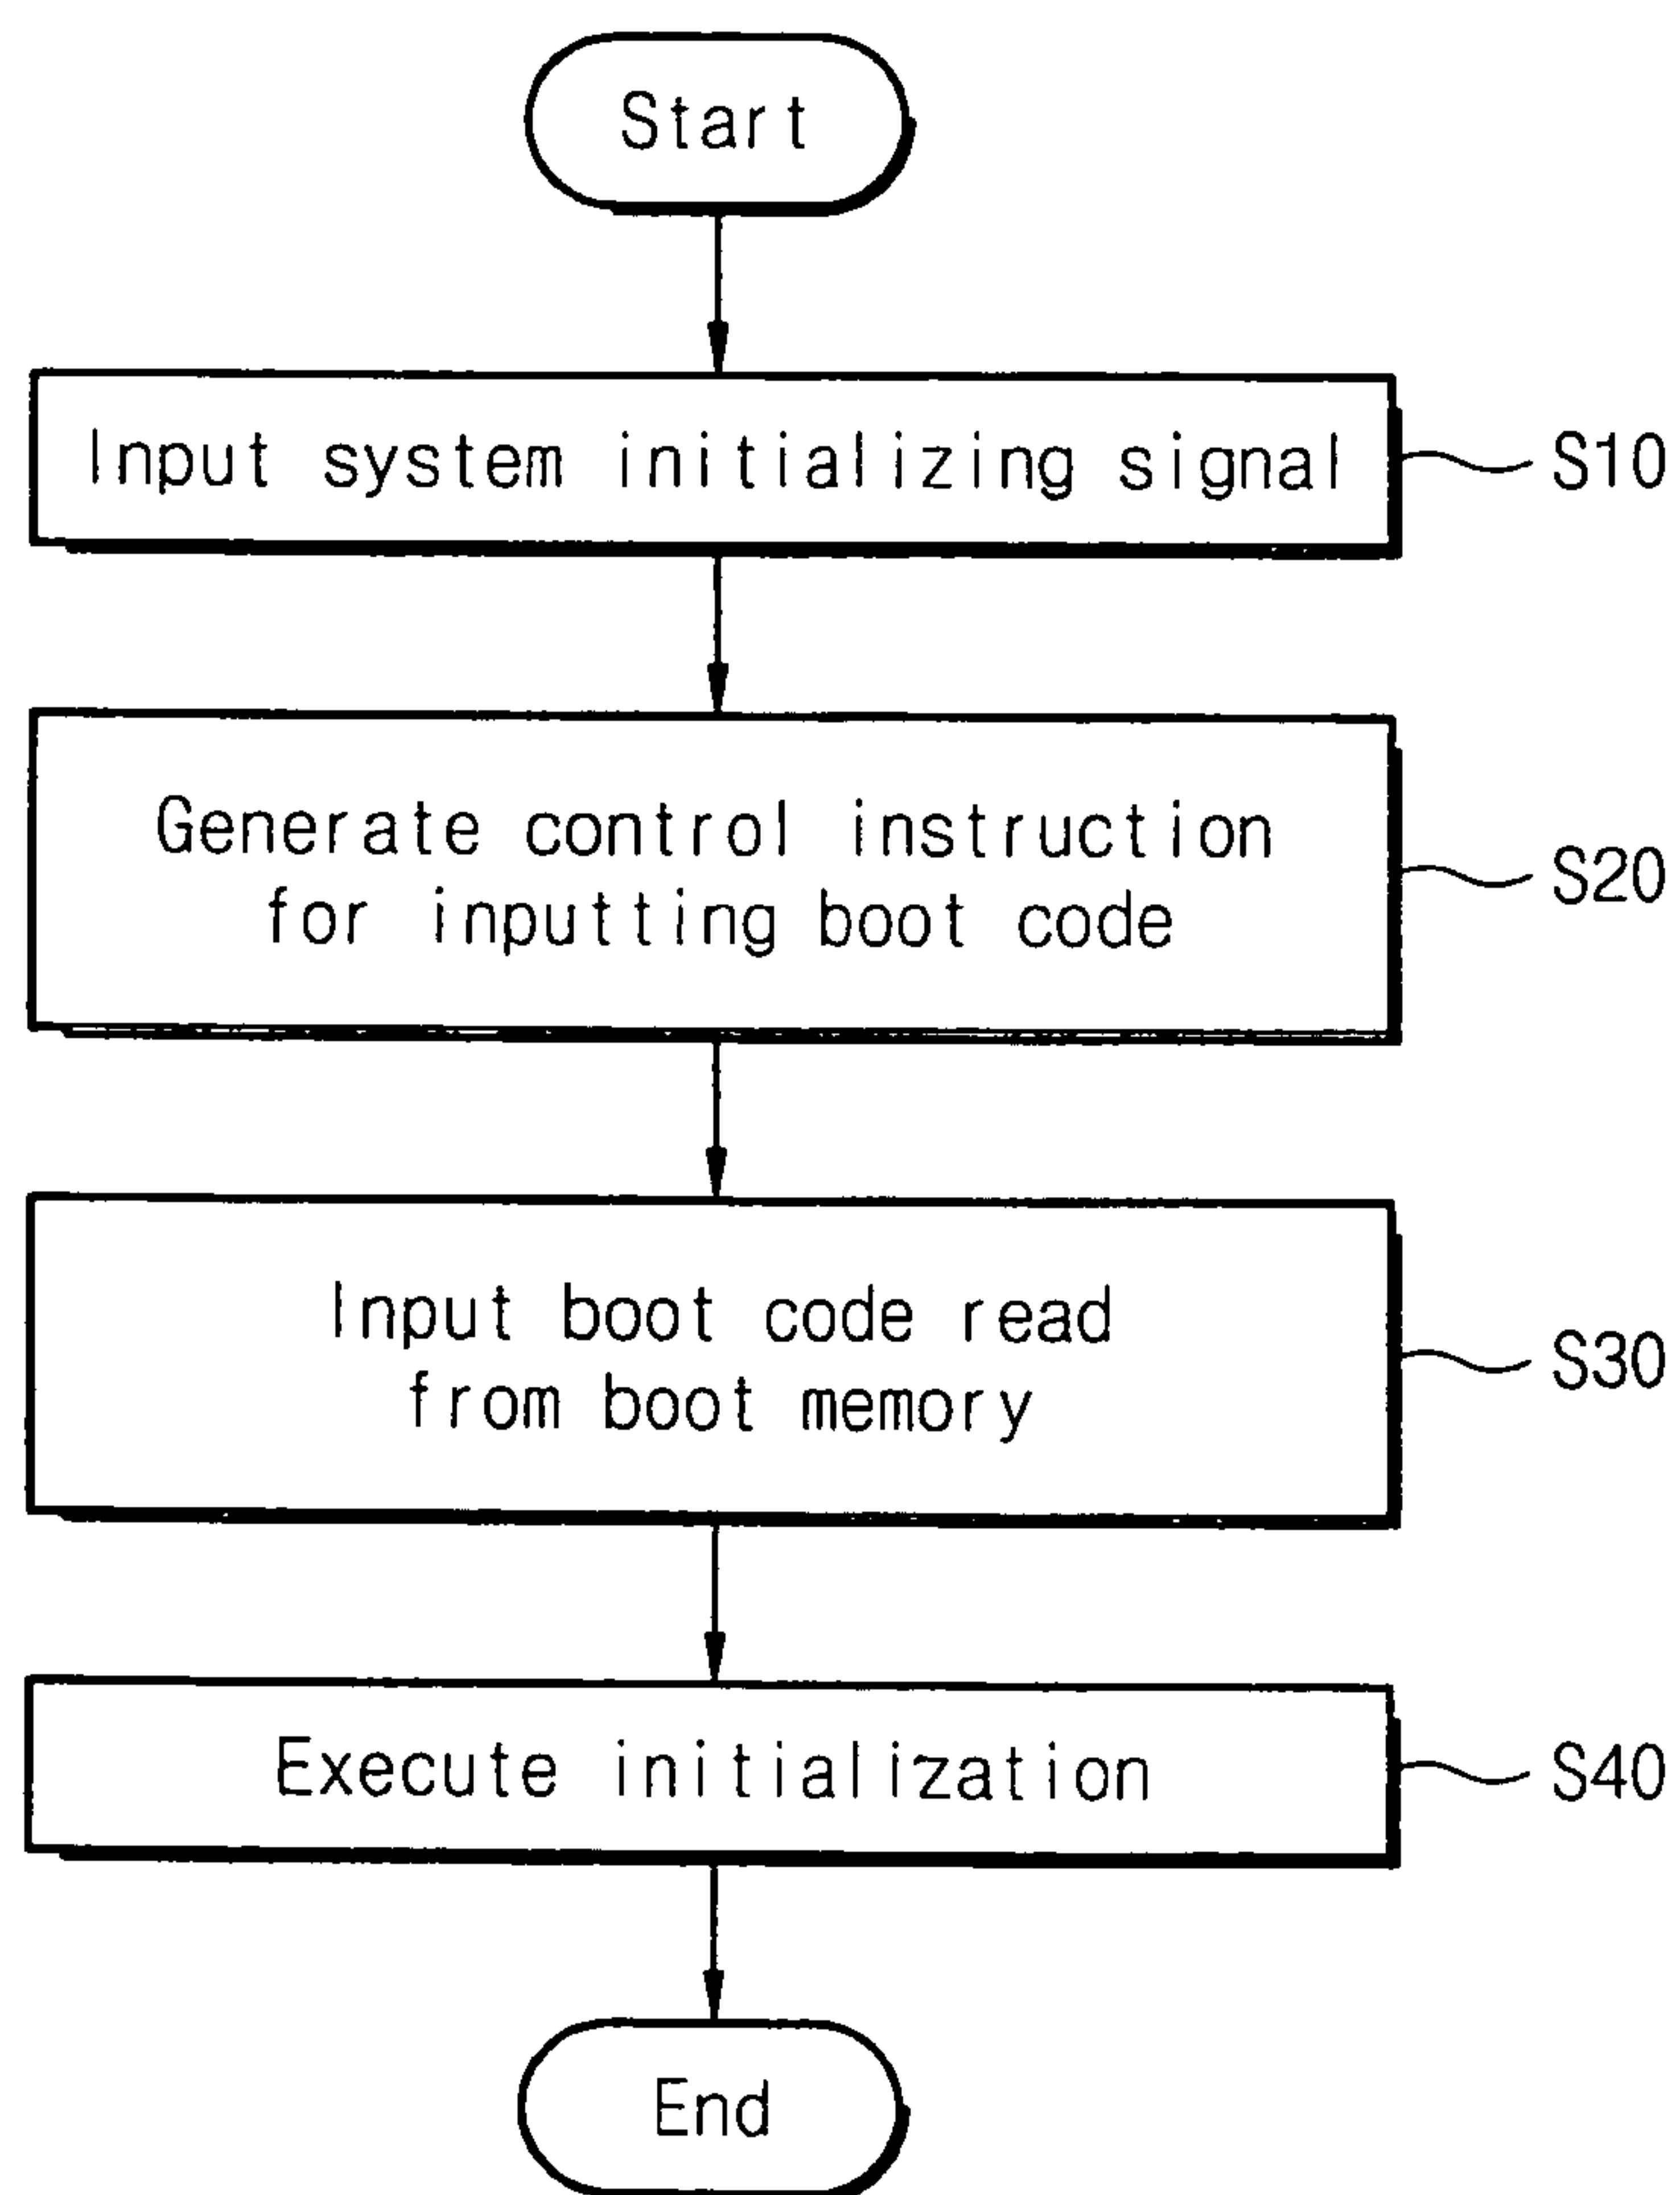 Start
Input system initializing signal
S10
Generate control instruction
for inputting boot code
S20
Input boot code read
from boot memory
S30
Execute initialization
S40
End